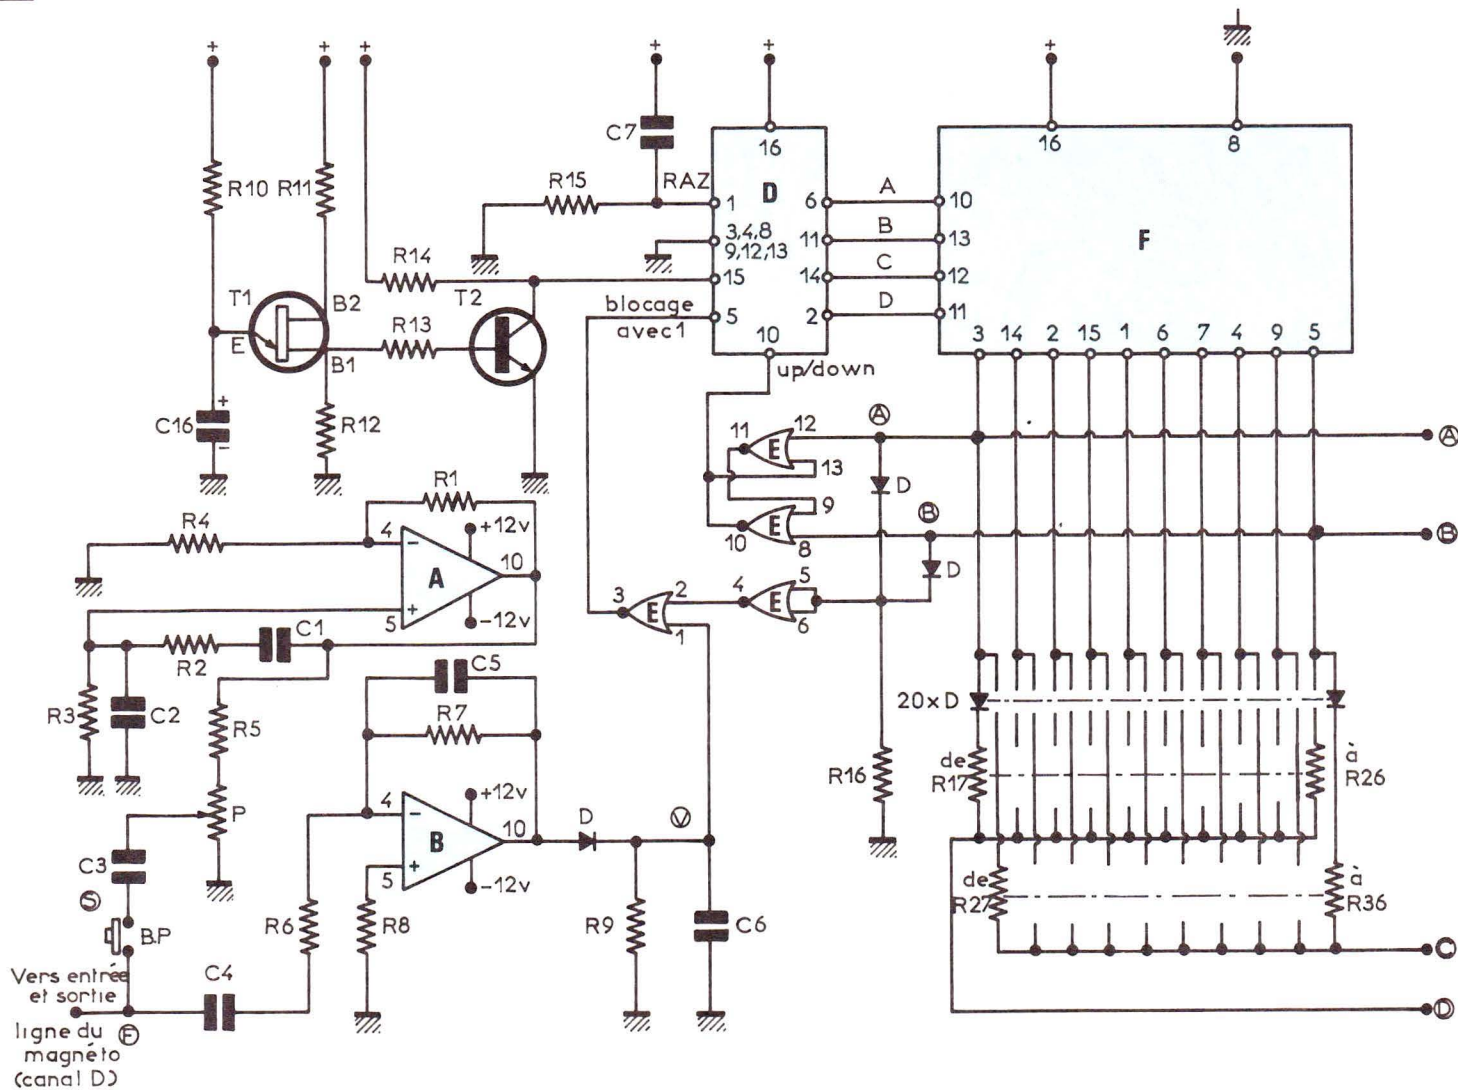 + + + + + +
16
16
8
C7
R10
R11
R15
RAZ
D
1
6
A
10
3,4,8
9,12,13
11
B
13
F
R14
15
14
C
12
T1
B2
T2
blocage
avec 1
5
2
D
11
E
B1
R13
10
up/down
3 14 2 15 1 6 7 4 9 5
C16
+
-
R12
11
E
12
13
A
A
D
R1
R4
4
-
+12v
A
10
+
5
-12v
10
E
9
8
B
B
D
3
E
2
1
4
E
5
6
R2
C1
C5
R3
C2
R5
R7
20xD
R16
de
R17
à
R26
P
4
-
+12v
B
10
D
V
+
5
-12v
C3
S
de
R27
à
R36
B.P
R6
R8
R9
C6
C
Vers entrée
et sortie
C4
ligne du
magnéto
(canal D)
E
D